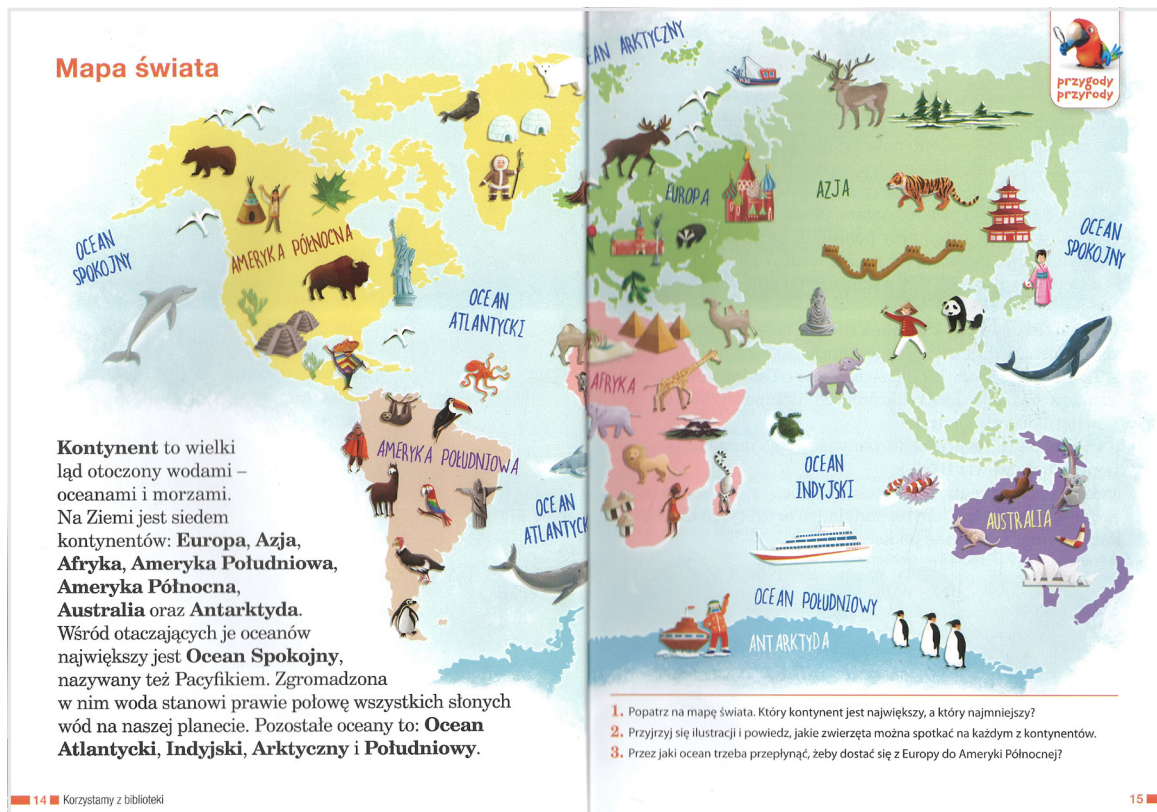 Mapa świata
OCEAN
SPOKOJNY
AMERYKA PÓŁNOCNA
OCEAN
ATLANTYCKI
AMERYKA POŁUDNIOWA
OCEAN
ATLANTYCK
Kontynent to wielki
ląd otoczony wodami –
oceanami i morzami.
Na Ziemi jest siedem
kontynentów: Europa, Azja,
Afryka, Ameryka Południowa,
Ameryka Północna,
Australia oraz Antarktyda.
Wśród otaczających je oceanów
największy jest Ocean Spokojny,
nazywany też Pacyfikiem. Zgromadzona
w nim woda stanowi prawie połowę wszystkich słonych
wód na naszej planecie. Pozostałe oceany to: Ocean
Atlantycki, Indyjski, Arktyczny i Południowy.
14 Korzystamy z biblioteki
EAN ARKTYCZNY
przygody
przyrody
EUROPA
AZJA
OCEAN
SPOKOJNY
AFRYKA
OCEAN
INDYJSKI
AUSTRALIA
OCEAN POŁUDNIOWY
ANTARKTYDA
1. Popatrz na mapę świata. Który kontynent jest największy, a który najmniejszy?
2. Przyjrzyj się ilustracji i powiedz, jakie zwierzęta można spotkać na każdym z kontynentów.
3. Przez jaki ocean trzeba przepłynąć, żeby dostać się z Europy do Ameryki Północnej?
15